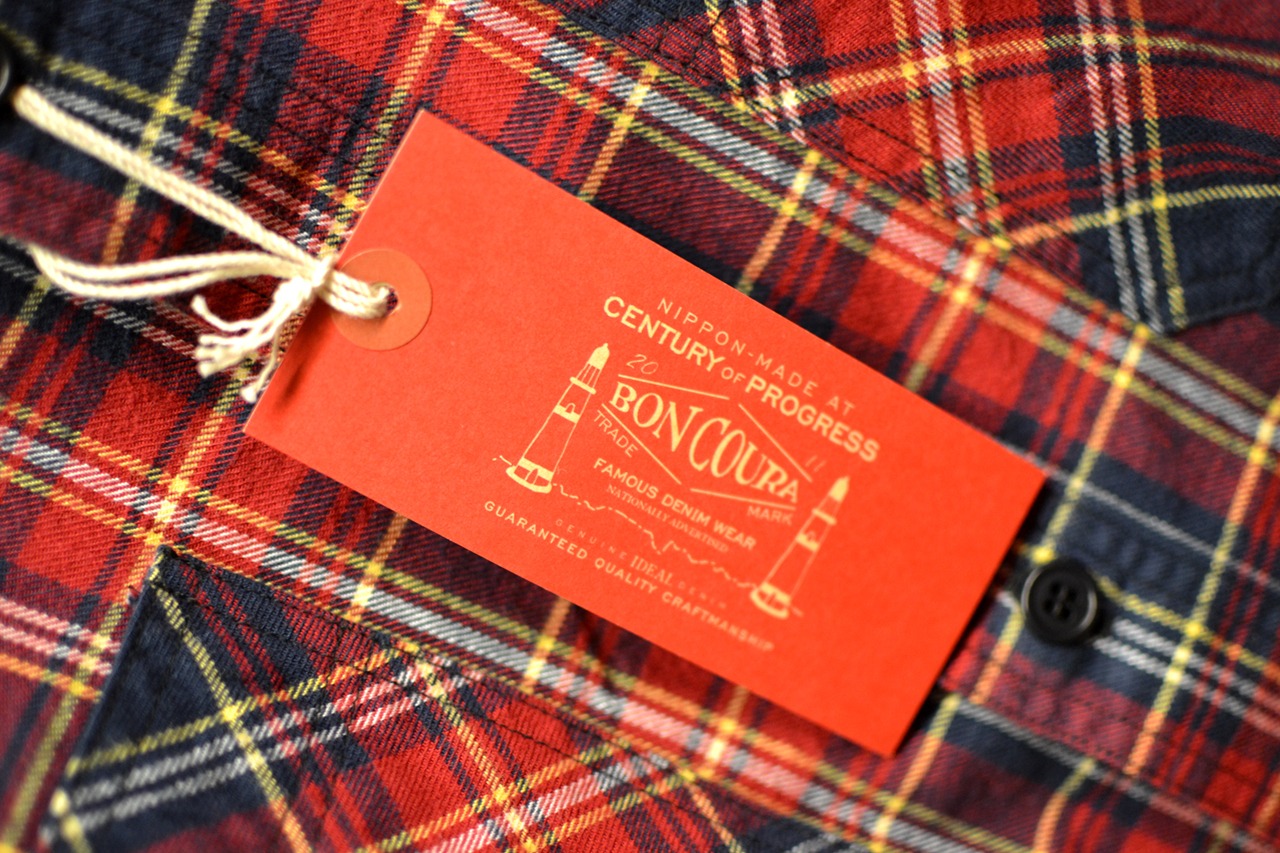 NIPPON-MADE AT
CENTURY OF PROGRESS
20
BONCOURA
11
TRADE
MARK
FAMOUS DENIM WEAR
NATIONALLY ADVERTISED
GENUINE IDEAL DENIM
GUARANTEED QUALITY CRAFTMANSHIP